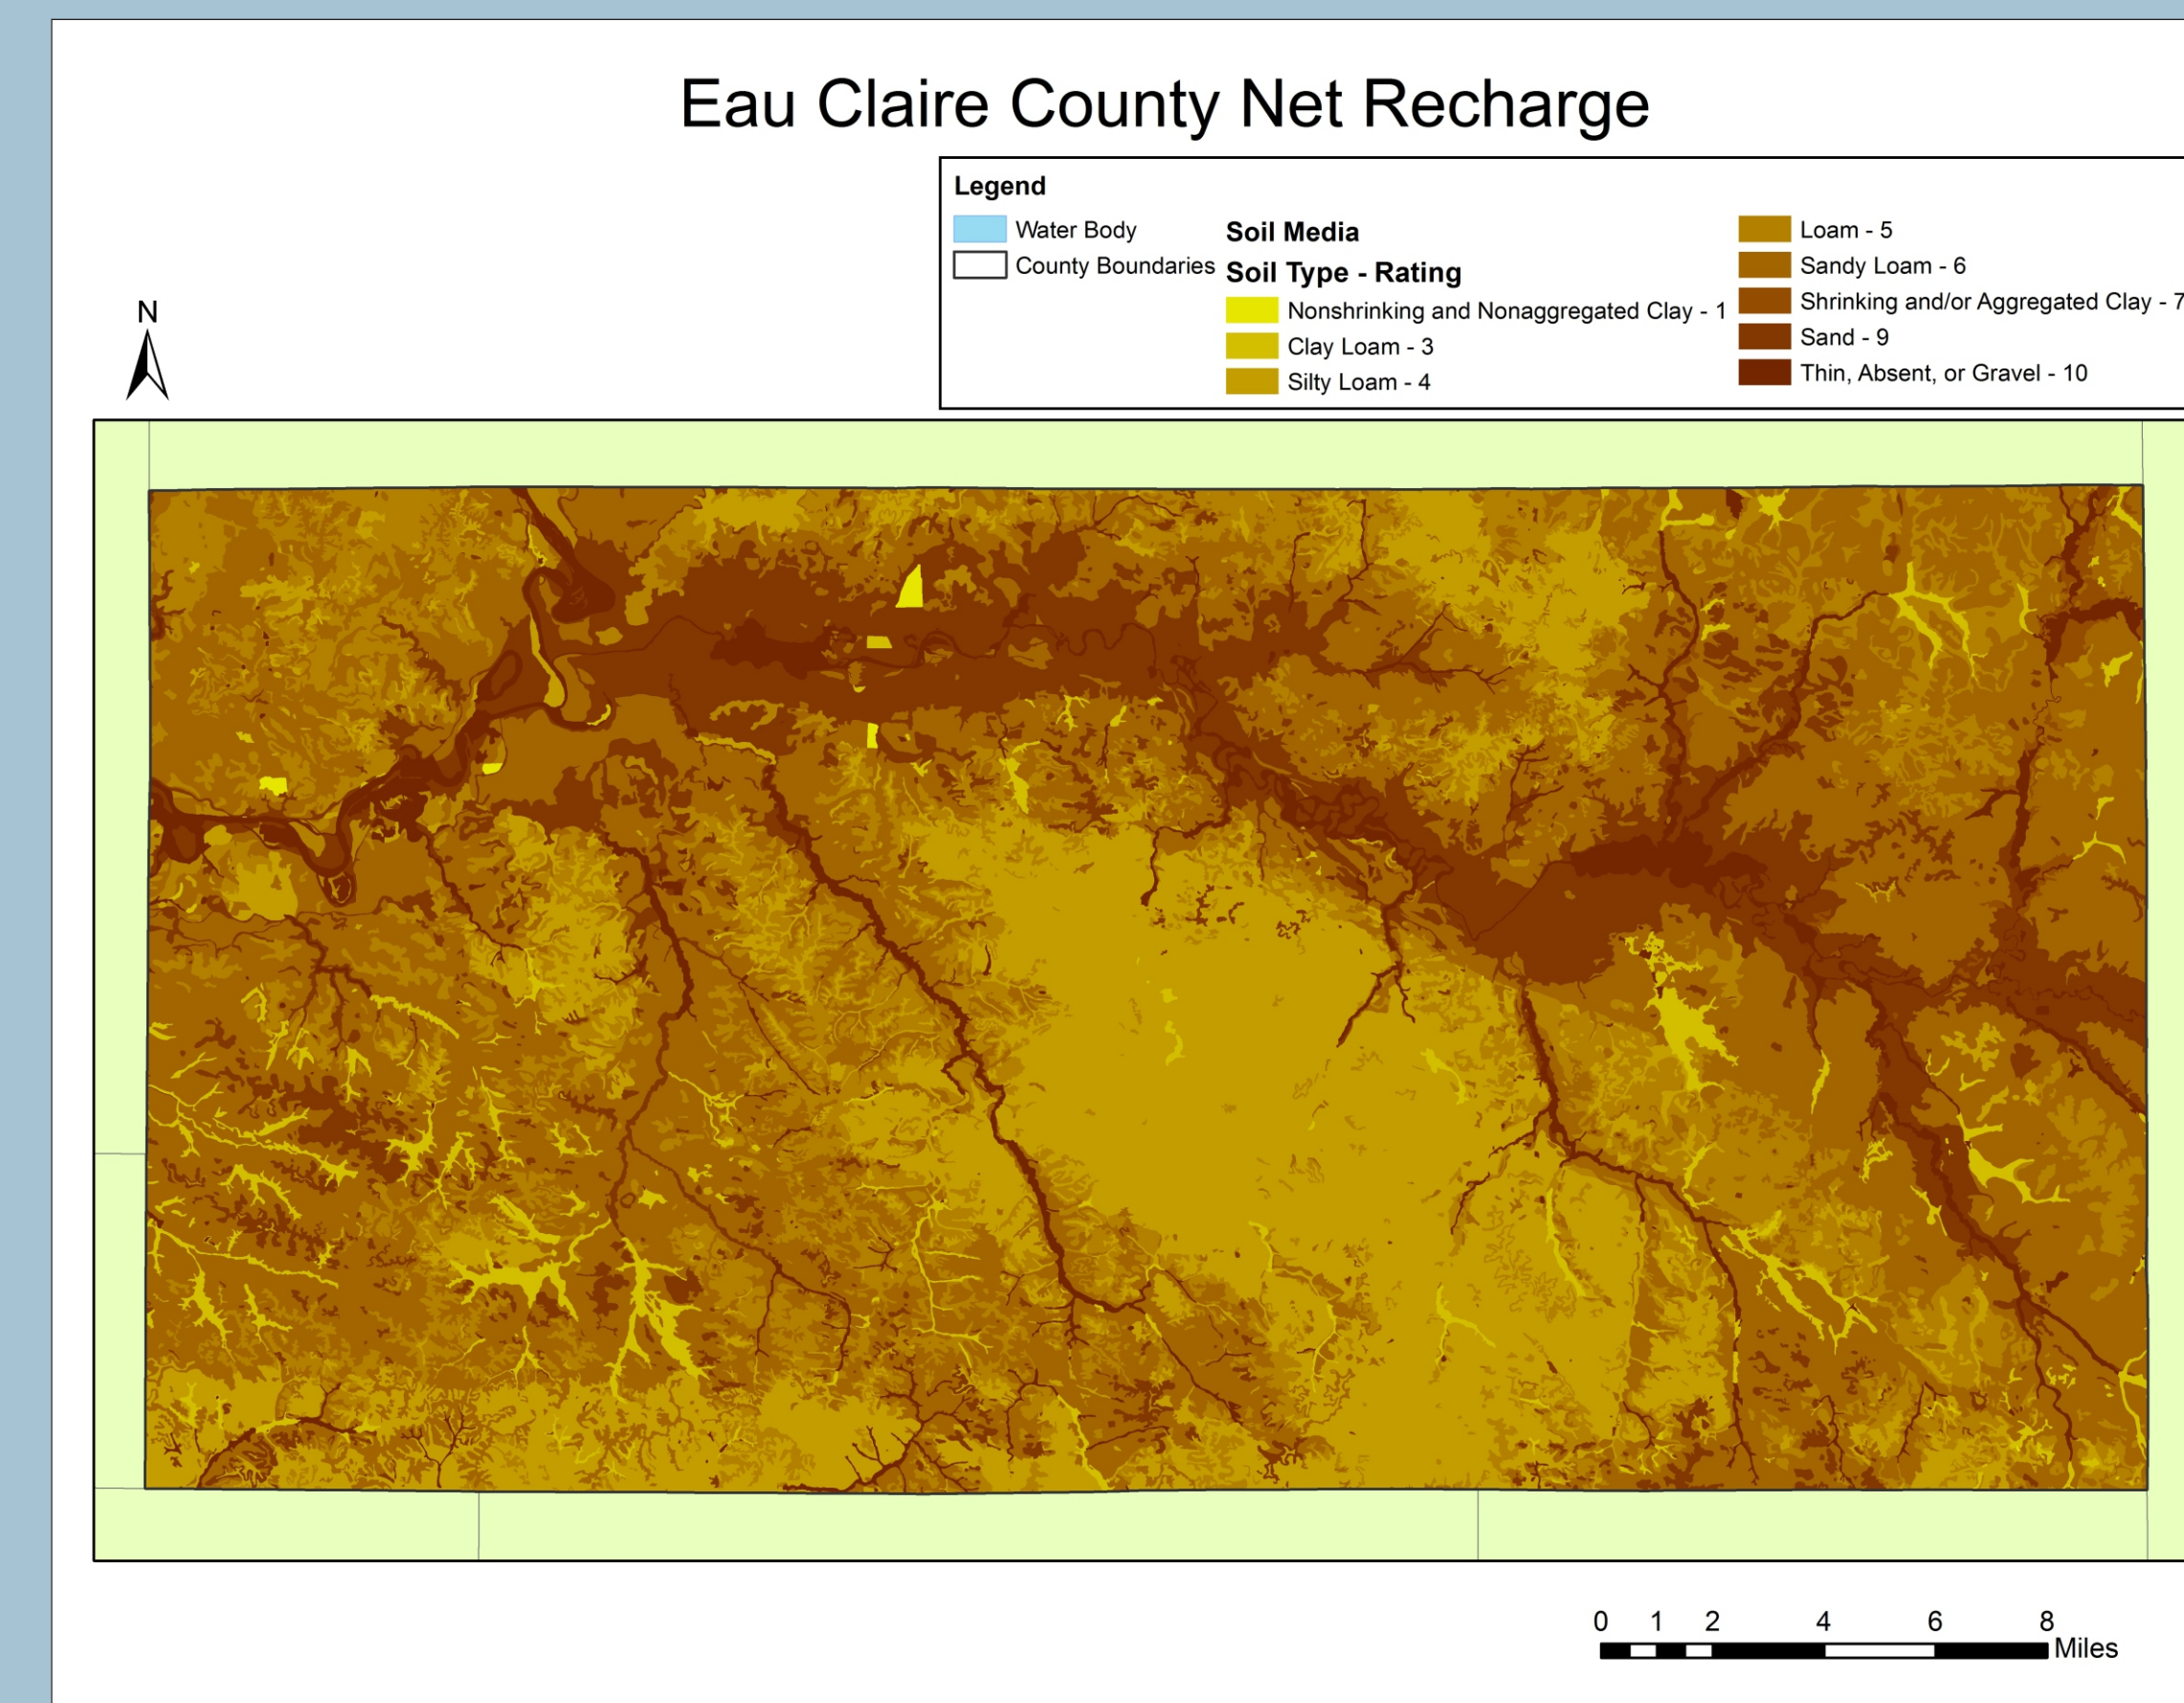 Eau Claire County Net Recharge
Legend
Water Body
County Boundaries
Soil Media
Soil Type - Rating
Nonshrinking and Nonaggregated Clay - 1
Clay Loam - 3
Silty Loam - 4
Loam - 5
Sandy Loam - 6
Shrinking and/or Aggregated Clay - 7
Sand - 9
Thin, Absent, or Gravel - 10
N
0 1 2 4 6 8
Miles